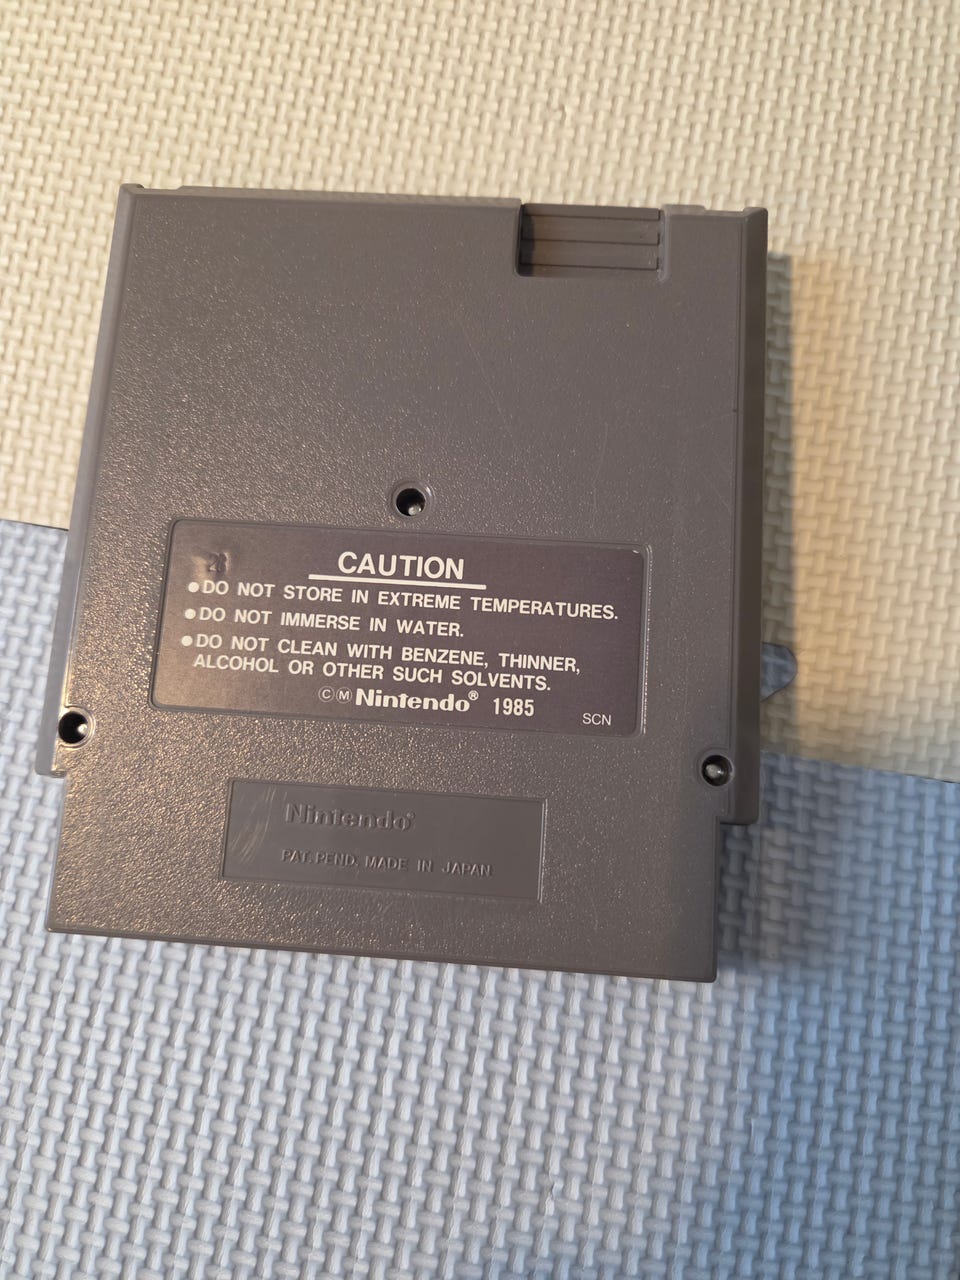 CAUTION
●DO NOT STORE IN EXTREME TEMPERATURES.
●DO NOT IMMERSE IN WATER.
●DO NOT CLEAN WITH BENZENE, THINNER,
ALCOHOL OR OTHER SUCH SOLVENTS.
ⒸⓂNintendo® 1985
SCN
Nintendo®
PAT. PEND. MADE IN JAPAN